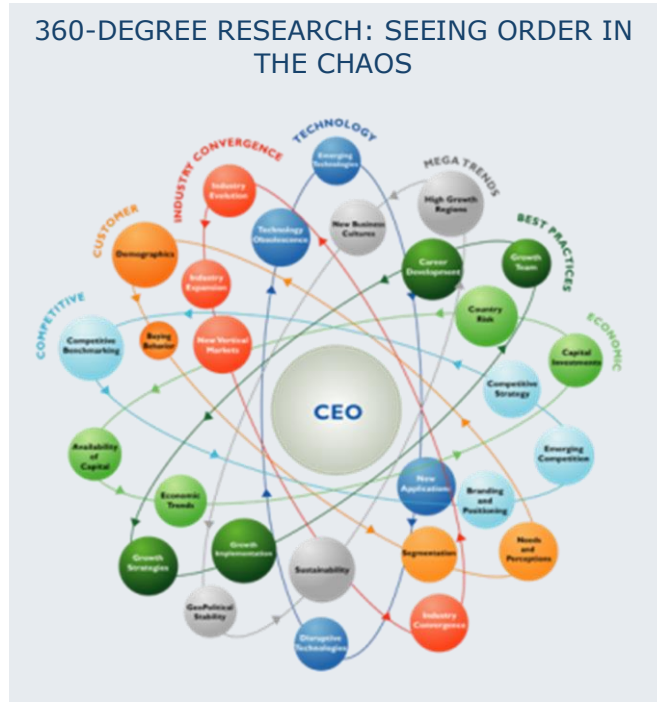 360-DEGREE RESEARCH: SEEING ORDER IN
THE CHAOS
TECHNOLOGY
INDUSTRY CONVERGENCE
MEGA TRENDS
CUSTOMER
BEST PRACTICES
COMPETITIVE
ECONOMIC
Emerging
Technologies
Industry
Evolution
High Growth
Regions
Technology
Obsolescence
New Business
Cultures
Demographics
Career
Development
Growth
Team
Industry
Expansion
Country
Risk
Competitive
Benchmarking
Buying
Behavior
New Vertical
Markets
Capital
Investments
Competitive
Strategy
CEO
Availability
of
Capital
Emerging
Competition
New
Applications
Economic
Trends
Branding
and
Positioning
Growth
Implementation
Segmentation
Needs
and
Perceptions
Growth
Strategies
Sustainability
GeoPolitical
Stability
Industry
Convergence
Disruptive
Technologies